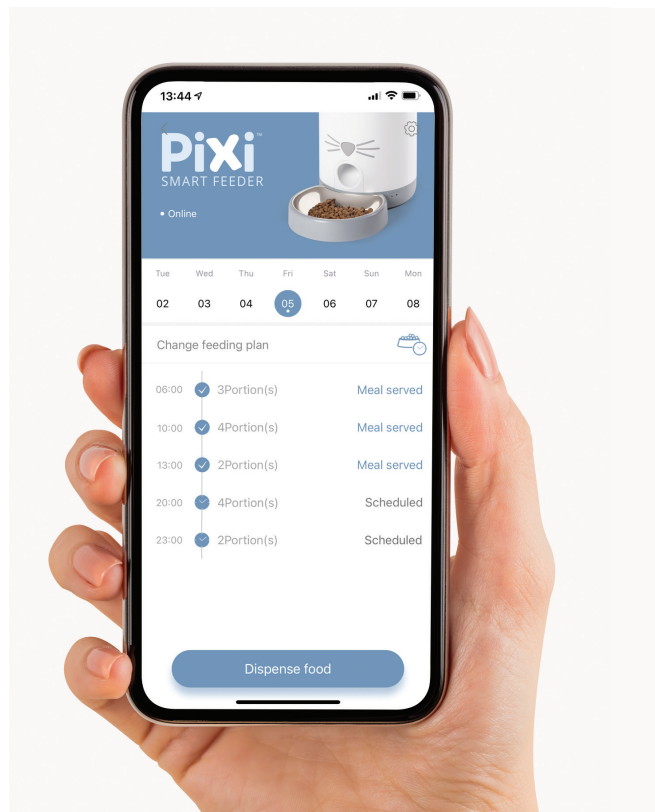 13:44
PiXi™
SMART FEEDER
• Online
Tue Wed Thu Fri Sat Sun Mon
02 03 04 05 06 07 08
Change feeding plan
06:00 3Portion(s) Meal served
10:00 4Portion(s) Meal served
13:00 2Portion(s) Meal served
20:00 4Portion(s) Scheduled
23:00 2Portion(s) Scheduled
Dispense food